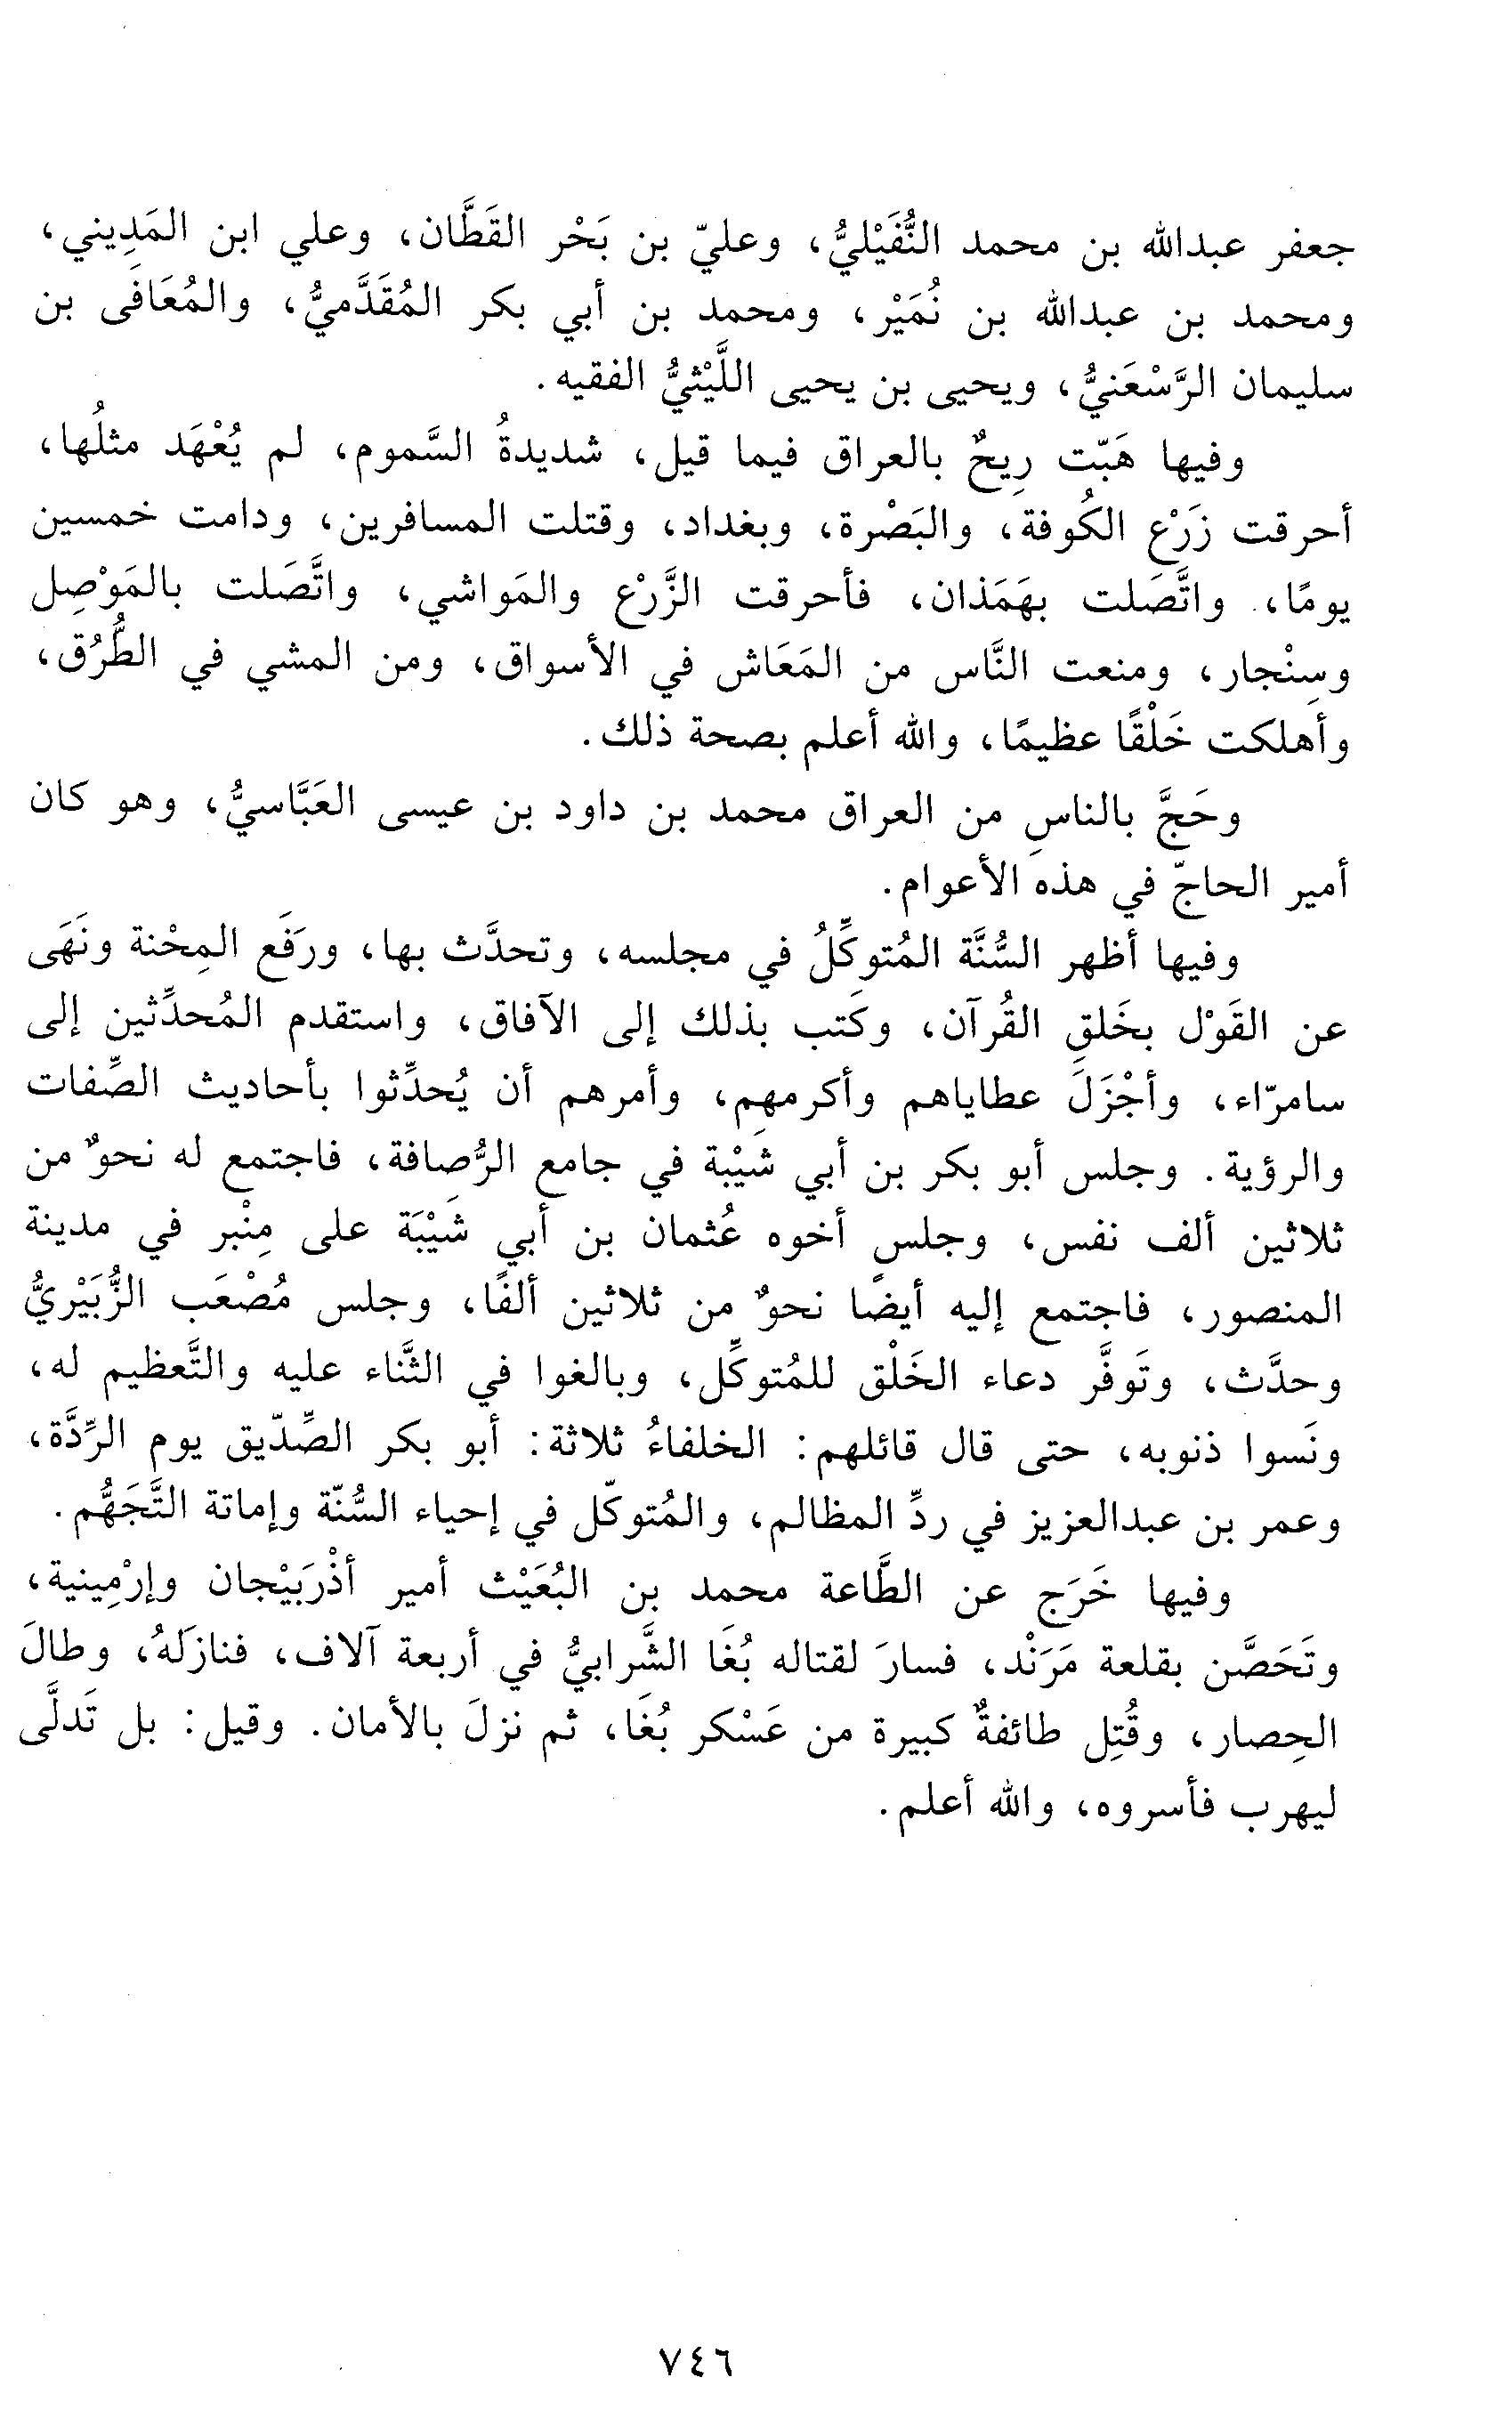 جعفر عبدالله بن محمد النُّفَيْليُّ، وعليّ بن بَحْر القَطَّان، وعلي ابن المَدِيني،
ومحمد بن عبدالله بن نُمَيْر، ومحمد بن أبي بكر المُقَدَّميُّ، والمُعَافَى بن
سليمان الرَّسْعَنيُّ، ويحيى بن يحيى اللَّيْثيُّ الفقيه.
وفيها هَبّت رِيحٌ بالعراق فيما قيل، شديدةُ السَّموم، لم يُعْهَد مثلُها،
أحرقت زَرْع الكُوفة، والبَصْرة، وبغداد، وقتلت المسافرين، ودامت خمسين
يومًا، واتَّصَلت بهَمَذان، فأحرقت الزَّرْع والمَواشي، واتَّصَلت بالمَوْصِل
وسِنْجار، ومنعت النَّاس من المَعَاش في الأسواق، ومن المشي في الطُّرُق،
وأهلكت خَلْقًا عظيمًا، والله أعلم بصحة ذلك.
وحَجَّ بالناسِ من العراق محمد بن داود بن عيسى العَبَّاسيُّ، وهو كان
أمير الحاجّ في هذه الأعوام.
وفيها أظهر السُّنَّة المُتوكِّلُ في مجلسه، وتحدَّث بها، ورَفَع المِحْنة ونَهَى
عن القَوْل بخَلقِ القُرآن، وكَتب بذلك إلى الآفاق، واستقدم المُحدِّثين إلى
سامرّاء، وأجْزَلَ عطاياهم وأكرمهم، وأمرهم أن يُحدِّثوا بأحاديث الصِّفات
والرؤية. وجلس أبو بكر بن أبي شَيْبة في جامع الرُّصافة، فاجتمع له نحوٌ من
ثلاثين ألف نفس، وجلس أخوه عُثمان بن أبي شَيْبَة على مِنْبر في مدينة
المنصور، فاجتمع إليه أيضًا نحوٌ من ثلاثين ألفًا، وجلس مُصْعَب الزُّبَيْريُّ
وحدَّث، وتَوفَّر دعاء الخَلْق للمُتوكِّل، وبالغوا في الثَّناء عليه والتَّعظيم له،
ونَسوا ذنوبه، حتى قال قائلهم: الخلفاءُ ثلاثة: أبو بكر الصِّدّيق يوم الرِّدَّة،
وعمر بن عبدالعزيز في ردِّ المظالم، والمُتوكّل في إحياء السُّنّة وإماتة التَّجَهُّم.
وفيها خَرَج عن الطَّاعة محمد بن البُعَيْث أمير أذْرَبَيْجان وإرْمِينية،
وتَحَصَّن بقلعة مَرَنْد، فسارَ لقتاله بُغَا الشَّرابيُّ في أربعة آلاف، فنازَلهُ، وطالَ
الحِصار، وقُتِل طائفةٌ كبيرة من عَسْكر بُغَا، ثم نزلَ بالأمان. وقيل: بل تَدلَّى
ليهرب فأسروه، والله أعلم.
٧٤٦